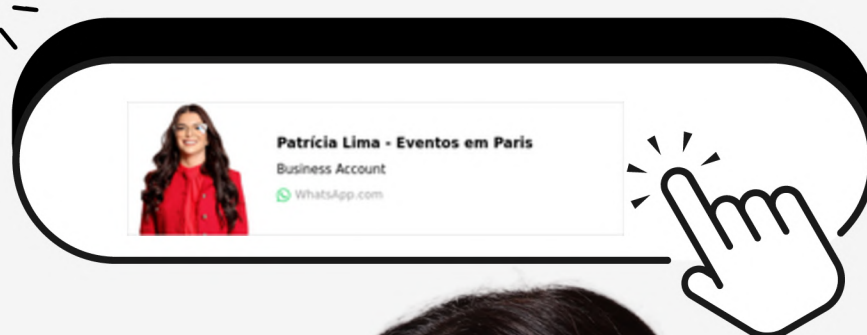 Patrícia Lima - Eventos em Paris
Business Account
WhatsApp.com